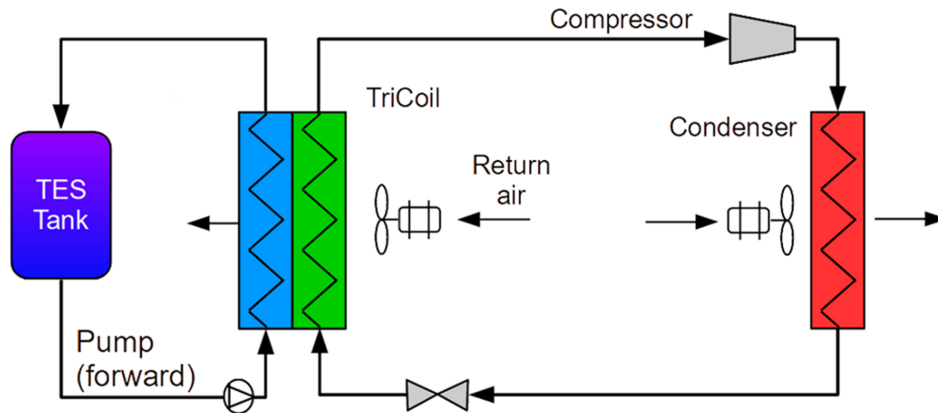 Compressor
TriCoil
Condenser
TES
Tank
Return
air
Pump
(forward)